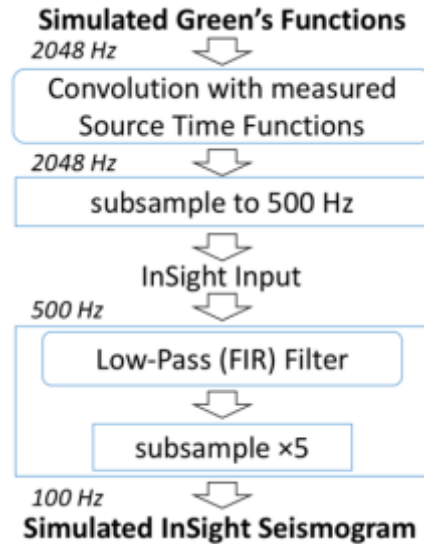 Simulated Green's Functions
2048 Hz
Convolution with measured
Source Time Functions
2048 Hz
subsample to 500 Hz
InSight Input
500 Hz
Low-Pass (FIR) Filter
subsample ×5
100 Hz
Simulated InSight Seismogram